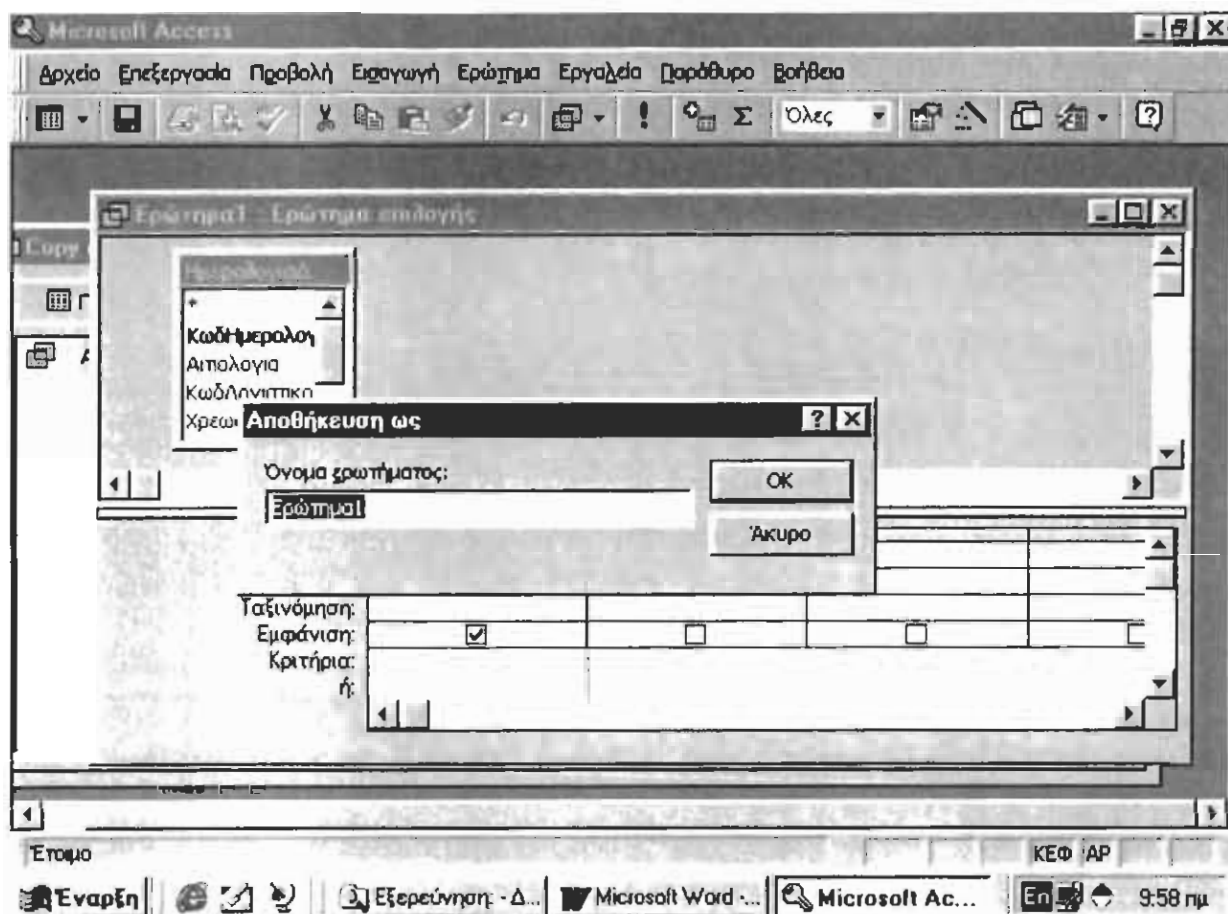 Microsoft Access
Αρχείο Επεξεργασία Προβολή Εισαγωγή Ερώτημα Εργαλεία Παράθυρο Βοήθεια
Όλες
Ερώτημα1 : Ερώτημα επιλογής
Copy
Π
Α
*
ΚωδΗμερολογ
Αιτιολογια
ΚωδΛογιστικο
Χρεω
Αποθήκευση ως
Όνομα ερωτήματος:
Ερώτημα1
OK
Άκυρο
Ταξινόμηση:
Εμφάνιση:
Κριτήρια:
ή:
Έτοιμο
ΚΕΦ ΑΡ
Έναρξη
Εξερεύνηση: - Δ...
Microsoft Word -...
Microsoft Ac...
En
9:58 πμ